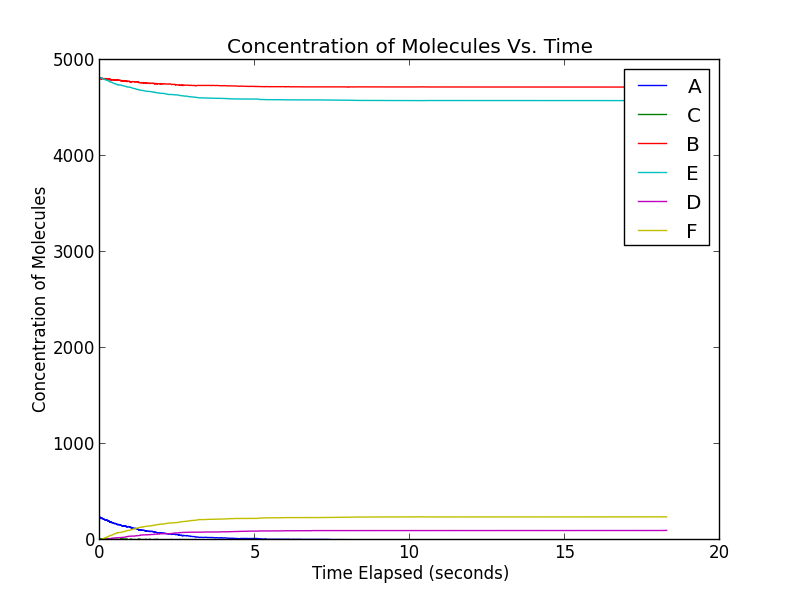 Concentration of Molecules Vs. Time
5000
4000
3000
2000
1000
0
Concentration of Molecules
A
C
B
E
D
F
0 5 10 15 20
Time Elapsed (seconds)